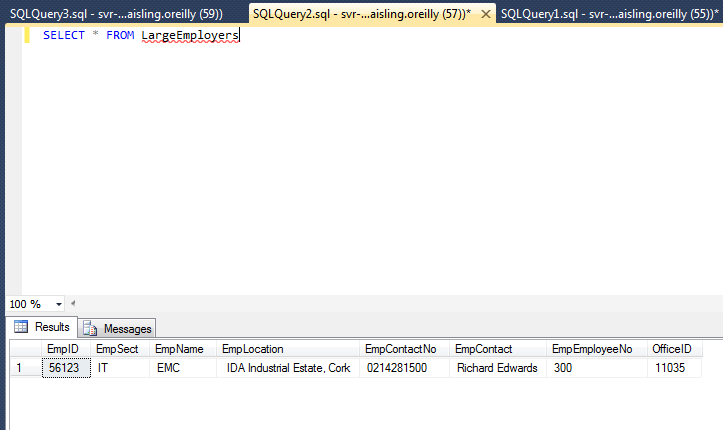 SQLQuery3.sql - svr-...aisling.oreilly (59)) SQLQuery2.sql - svr-...aisling.oreilly (57))* SQLQuery1.sql - svr-...aisling.oreilly (55))*
SELECT * FROM LargeEmployers
100 %
Results Messages
EmpID EmpSect EmpName EmpLocation EmpContactNo EmpContact EmpEmployeeNo OfficeID
1 56123 IT EMC IDA Industrial Estate, Cork 0214281500 Richard Edwards 300 11035